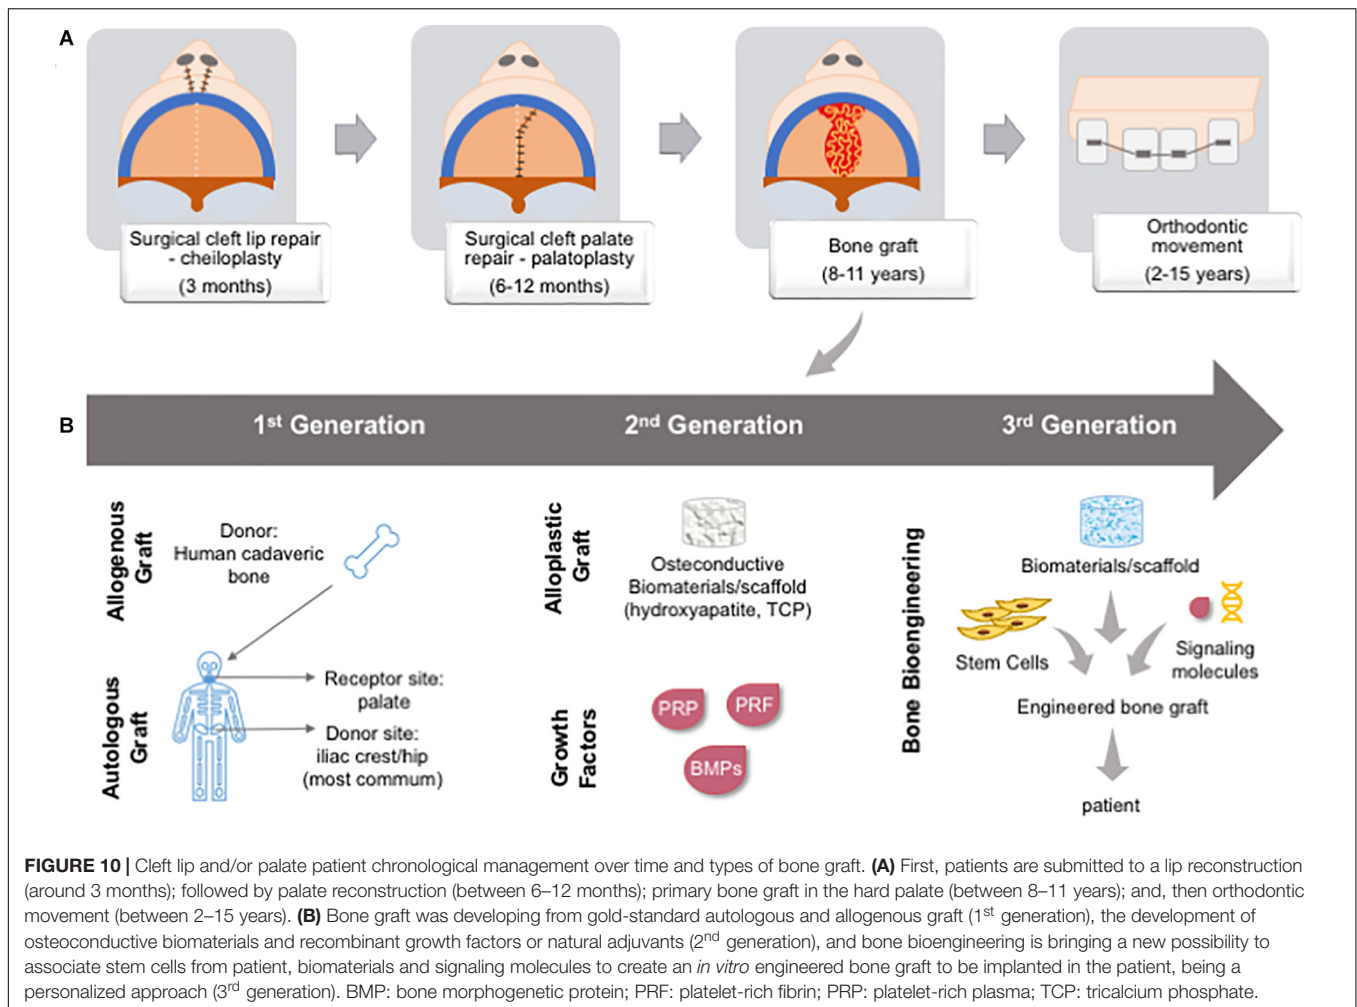 A
Surgical cleft lip repair
- cheiloplasty
(3 months)
Surgical cleft palate
repair - palatoplasty
(6-12 months)
Bone graft
(8-11 years)
Orthodontic
movement
(2-15 years)
B
1st Generation
2nd Generation
3rd Generation
Allogenous
Graft
Donor:
Human cadaveric
bone
Autologous
Graft
Receptor site:
palate
Donor site:
iliac crest/hip
(most commum)
Alloplastic
Graft
Osteconductive
Biomaterials/scaffold
(hydroxyapatite, TCP)
Growth
Factors
PRP
PRF
BMPs
Bone Bioengineering
Biomaterials/scaffold
Stem Cells
Signaling
molecules
Engineered bone graft
patient
FIGURE 10 | Cleft lip and/or palate patient chronological management over time and types of bone graft. (A) First, patients are submitted to a lip reconstruction
(around 3 months); followed by palate reconstruction (between 6–12 months); primary bone graft in the hard palate (between 8–11 years); and, then orthodontic
movement (between 2–15 years). (B) Bone graft was developing from gold-standard autologous and allogenous graft (1st generation), the development of
osteoconductive biomaterials and recombinant growth factors or natural adjuvants (2nd generation), and bone bioengineering is bringing a new possibility to
associate stem cells from patient, biomaterials and signaling molecules to create an in vitro engineered bone graft to be implanted in the patient, being a
personalized approach (3rd generation). BMP: bone morphogenetic protein; PRF: platelet-rich fibrin; PRP: platelet-rich plasma; TCP: tricalcium phosphate.